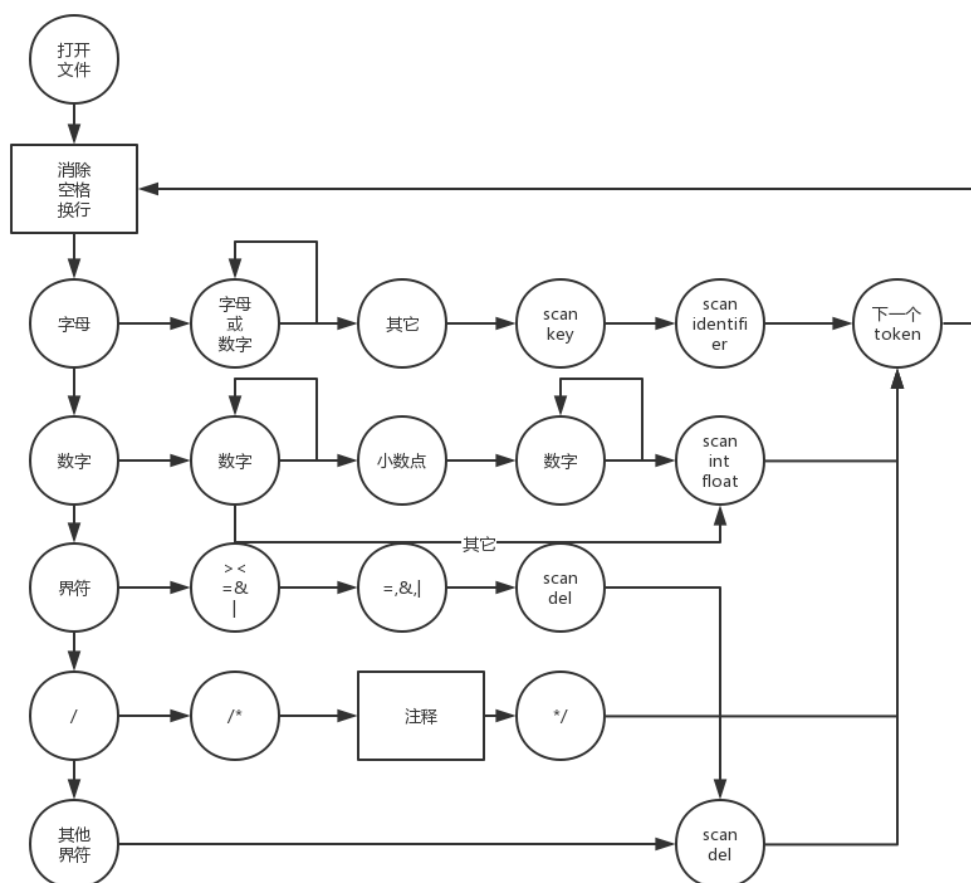 打开
文件
消除
空格
换行
字母
字母
或
数字
其它
scan
key
scan
identifi
er
下一个
token
数字
数字
小数点
数字
scan
int
float
其它
界符
> <
=&
|
=,&,|
scan
del
/
/*
注释
*/
其他
界符
scan
del